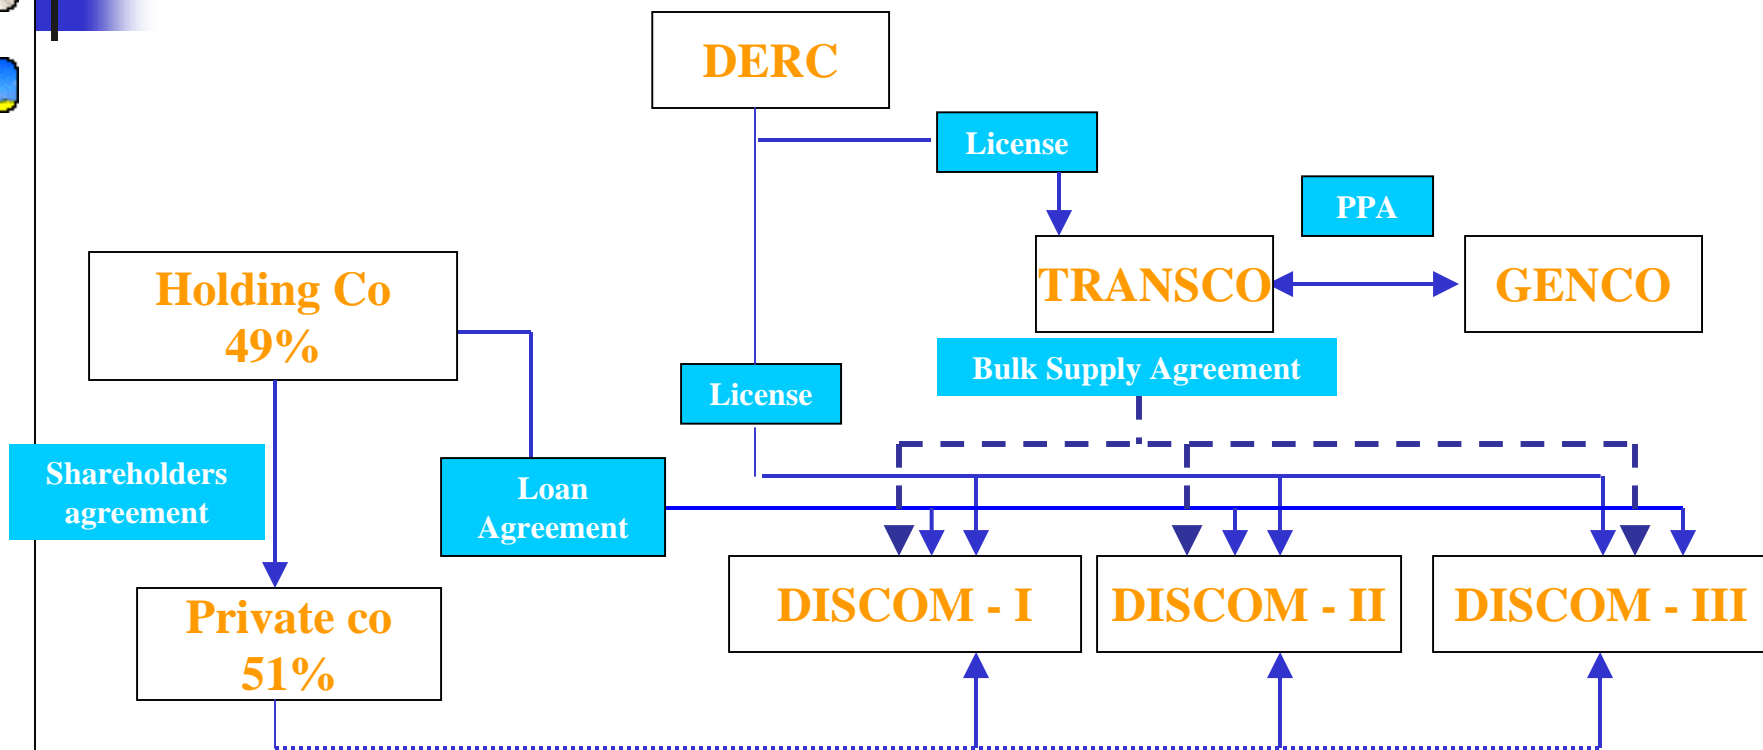 DERC
License
PPA
TRANSCO
GENCO
Holding Co
49%
Bulk Supply Agreement
License
Shareholders
agreement
Loan
Agreement
DISCOM - I
DISCOM - II
DISCOM - III
Private co
51%